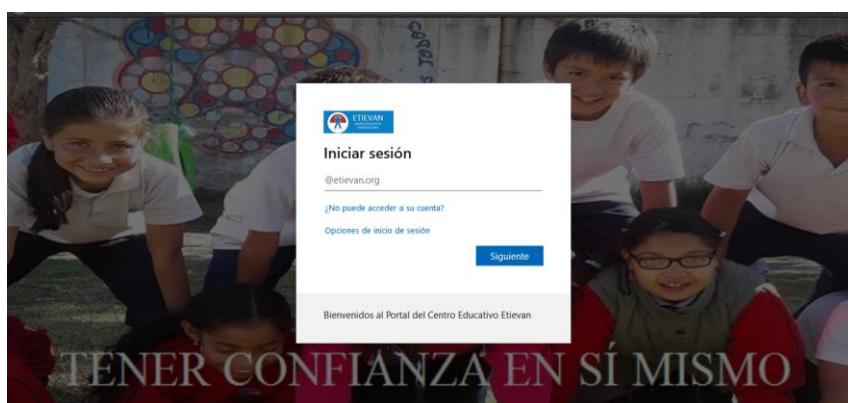 ETIEVAN
Iniciar sesión
@etievan.org
¿No puede acceder a su cuenta?
Opciones de inicio de sesión
Siguiente
Bienvenidos al Portal del Centro Educativo Etievan
TENER CONFIANZA EN SÍ MISMO